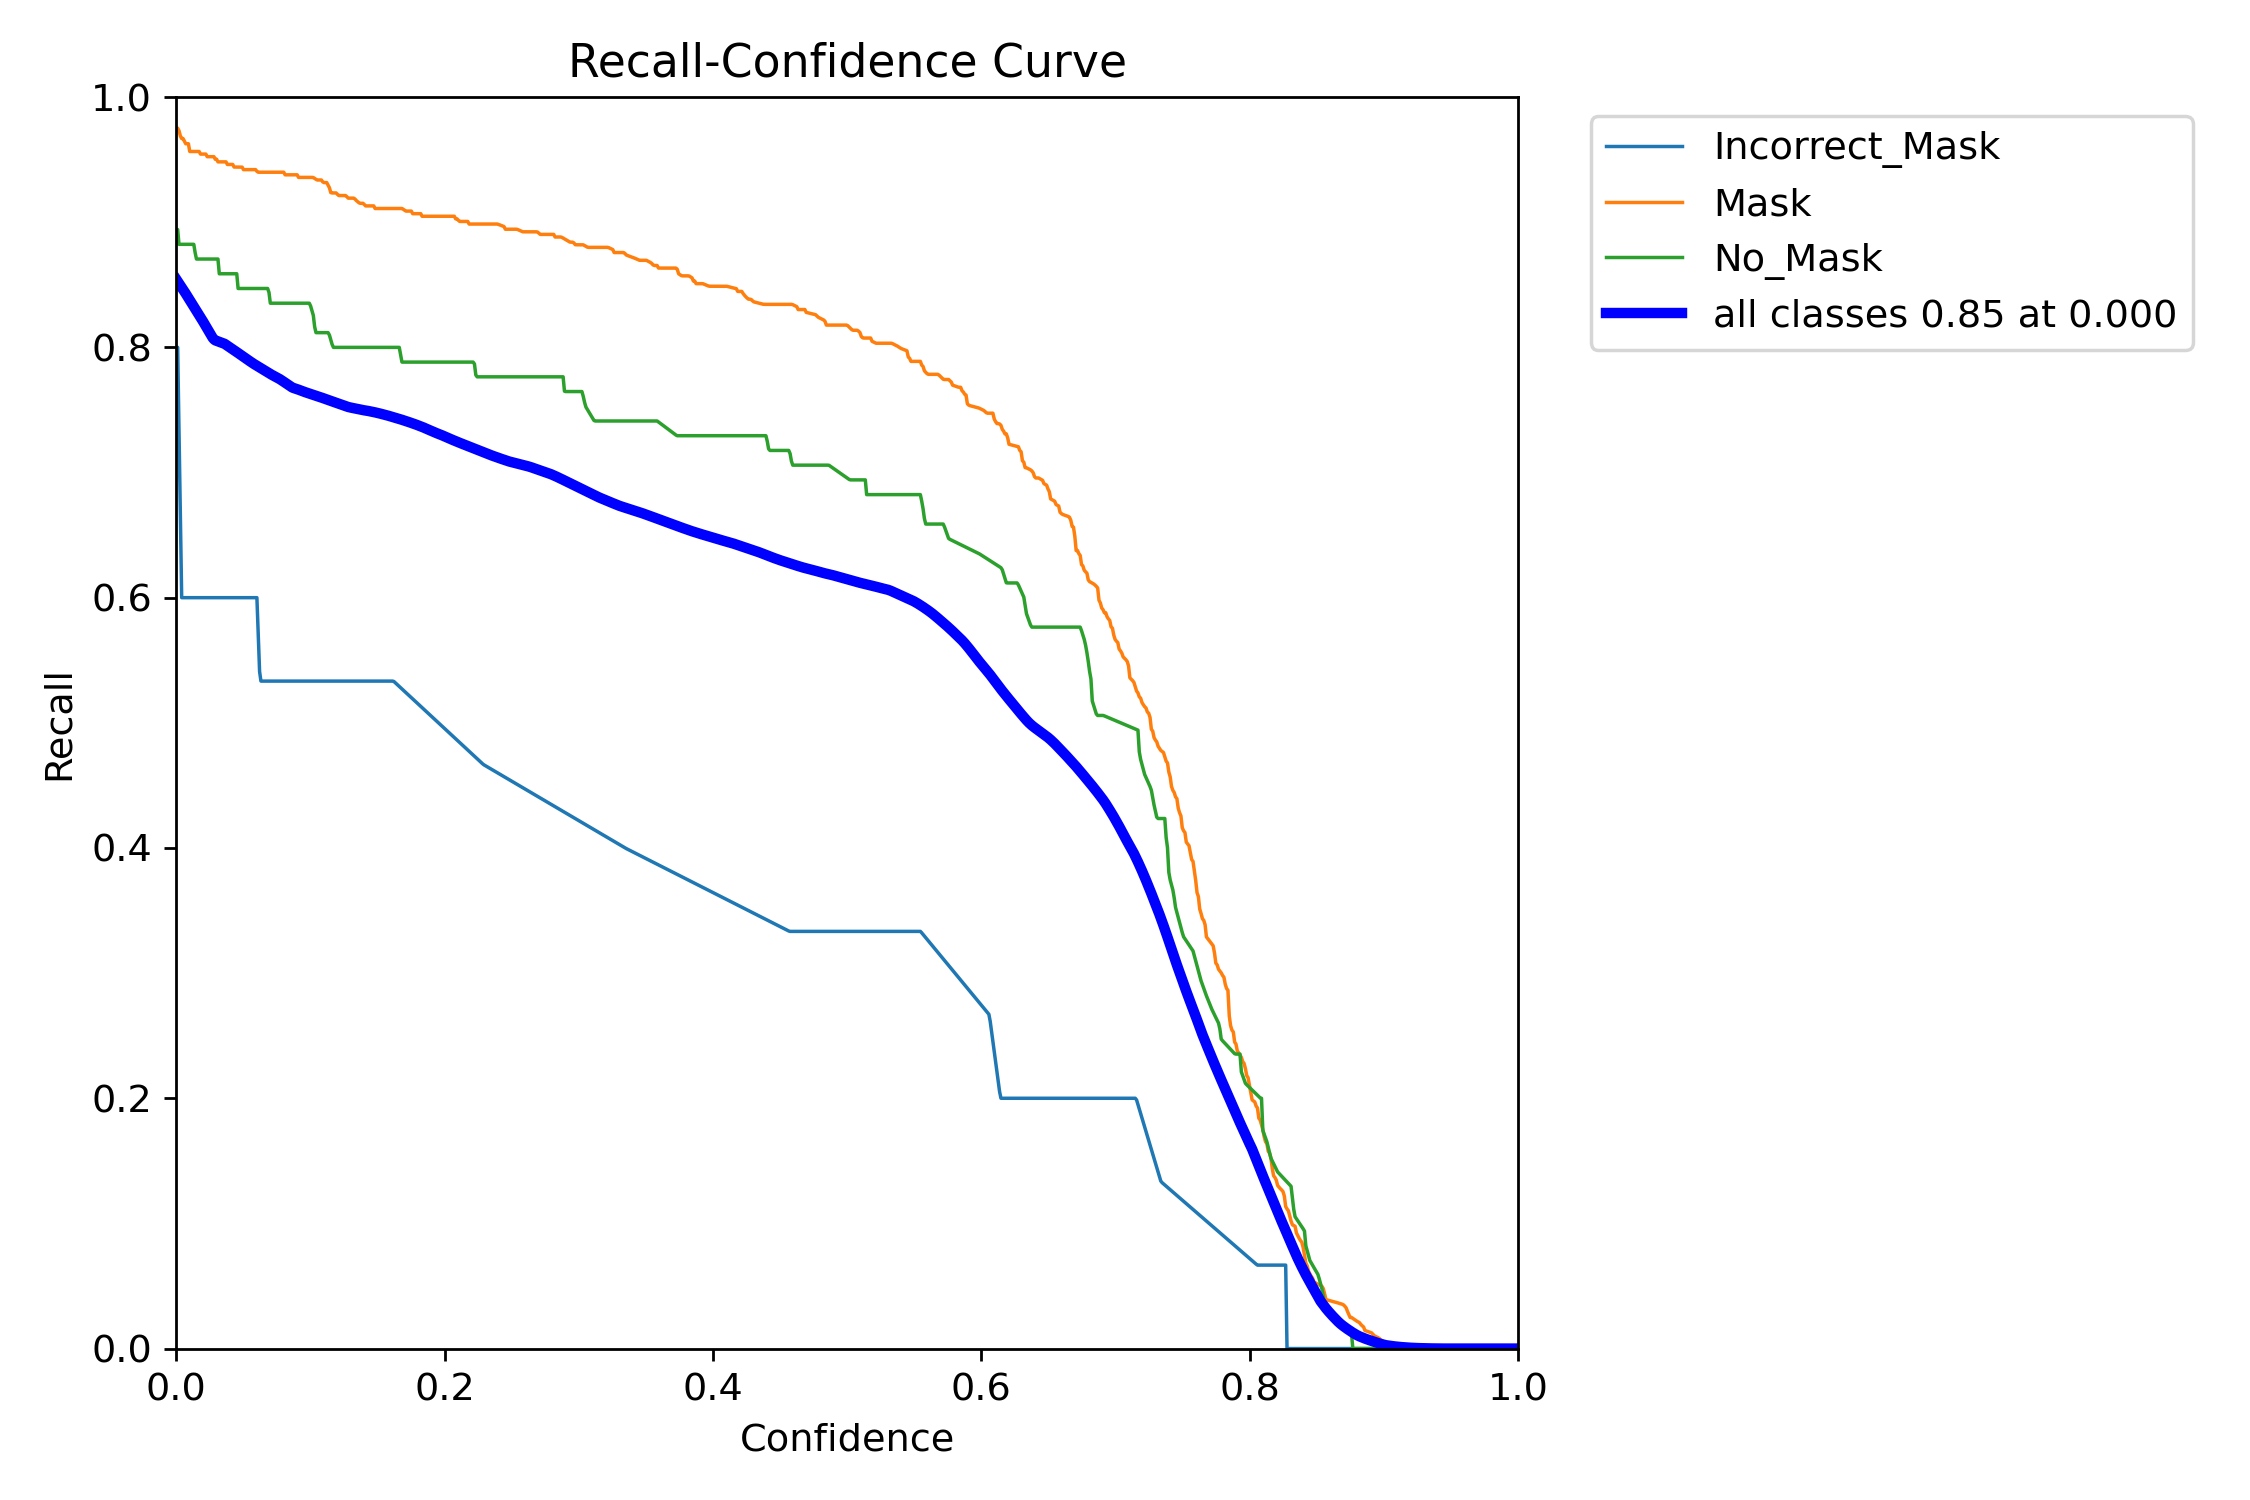 Recall-Confidence Curve
1.0
0.8
0.6
0.4
0.2
0.0
Recall
0.0 0.2 0.4 0.6 0.8 1.0
Confidence
Incorrect_Mask
Mask
No_Mask
all classes 0.85 at 0.000